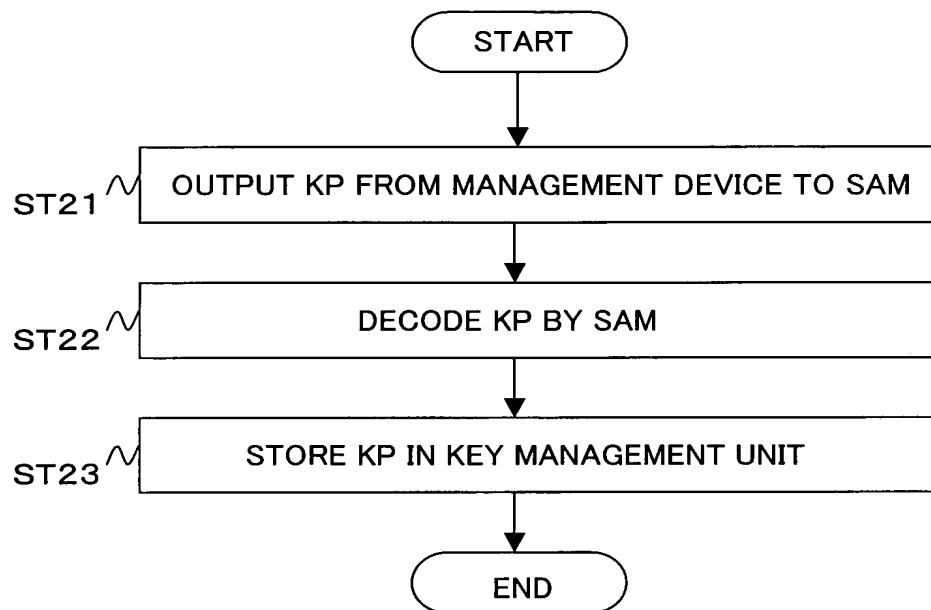 START
OUTPUT KP FROM MANAGEMENT DEVICE TO SAM
ST21
DECODE KP BY SAM
ST22
STORE KP IN KEY MANAGEMENT UNIT
ST23
END